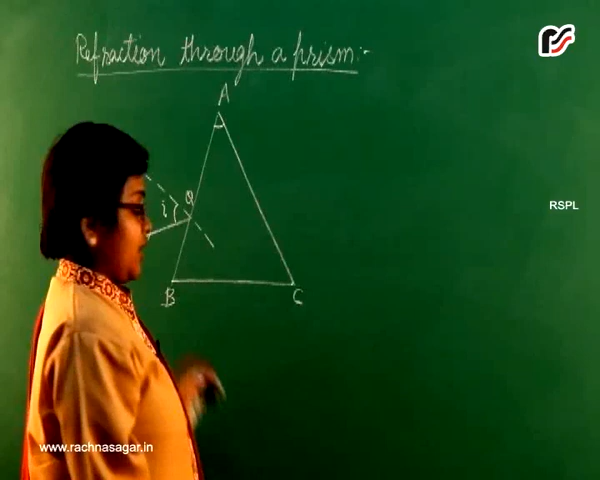 Refraction through a prism:-
A
i
Q
B
C
RSPL
www.rachnasagar.in